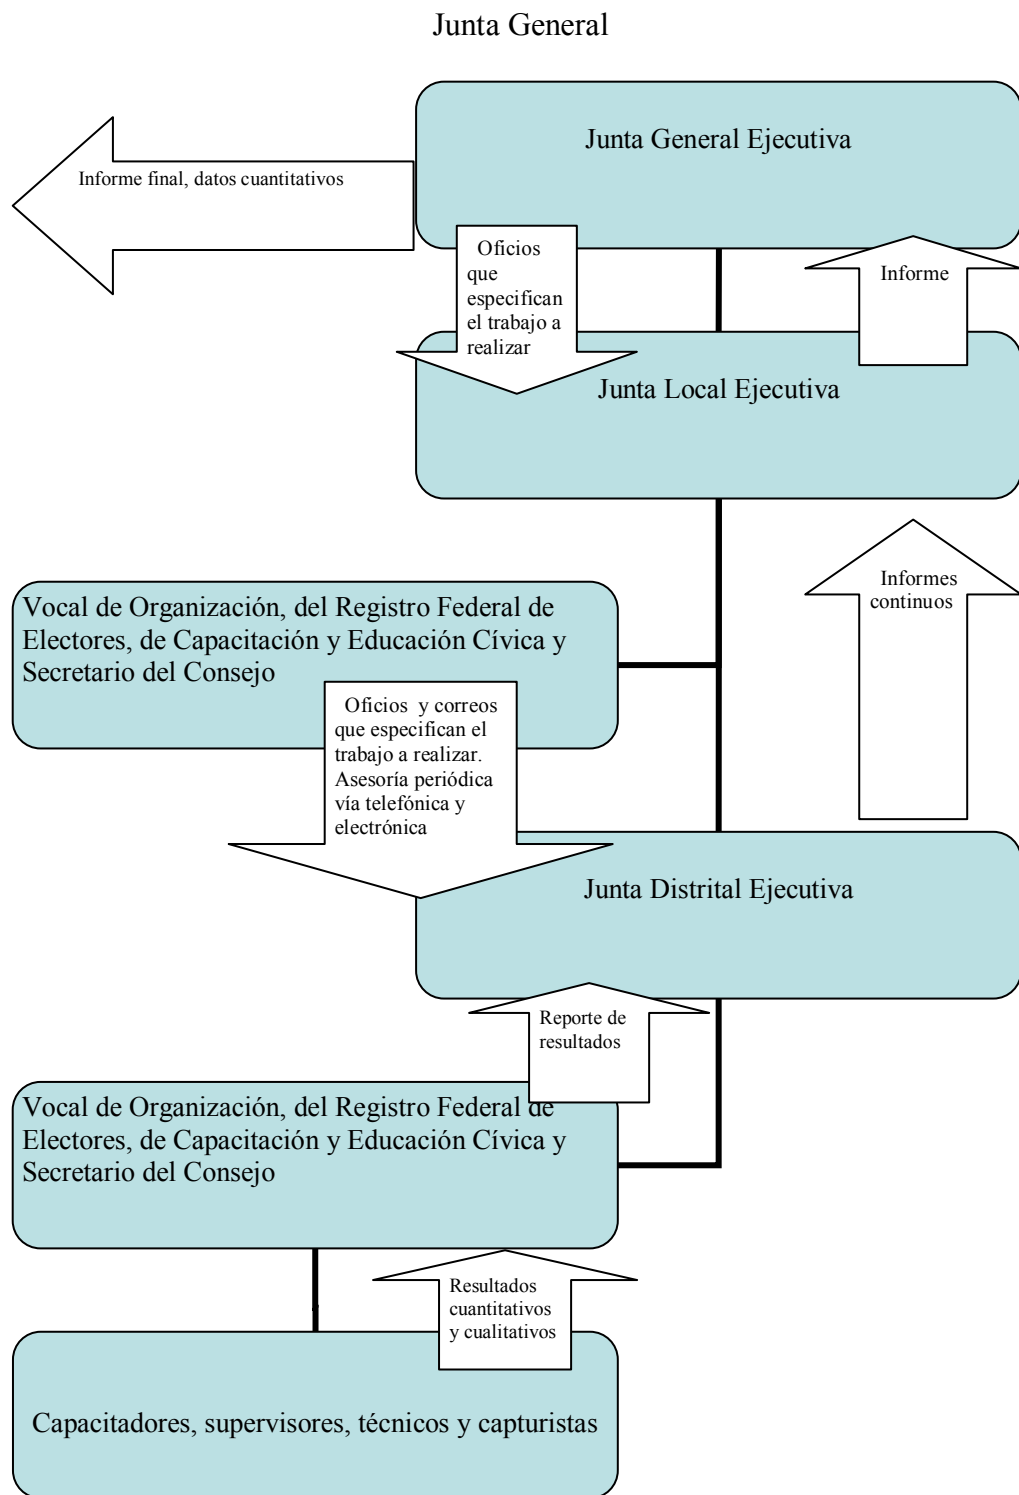 Junta General
Junta General Ejecutiva
Informe final, datos cuantitativos
Oficios
que
especifican
el trabajo a
realizar
Informe
Junta Local Ejecutiva
Informes
continuos
Vocal de Organización, del Registro Federal de
Electores, de Capacitación y Educación Cívica y
Secretario del Consejo
Oficios y correos
que especifican el
trabajo a realizar.
Asesoría periódica
vía telefónica y
electrónica
Junta Distrital Ejecutiva
Reporte de
resultados
Vocal de Organización, del Registro Federal de
Electores, de Capacitación y Educación Cívica y
Secretario del Consejo
Resultados
cuantitativos
y cualitativos
Capacitadores, supervisores, técnicos y capturistas